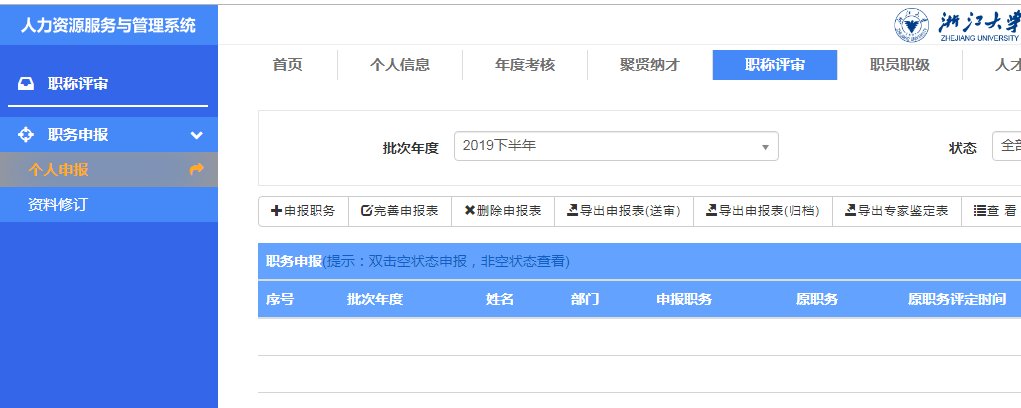 人力资源服务与管理系统
浙江大学
ZHEJIANG UNIVERSITY
首页 个人信息 年度考核 聚贤纳才 职称评审 职员职级 人才
职称评审
职务申报
个人申报
资料修订
批次年度 2019下半年 状态 全部
申报职务 完善申报表 删除申报表 导出申报表(送审) 导出申报表(归档) 导出专家鉴定表 查 看
职务申报(提示：双击空状态申报，非空状态查看)
序号 批次年度 姓名 部门 申报职务 原职务 原职务评定时间